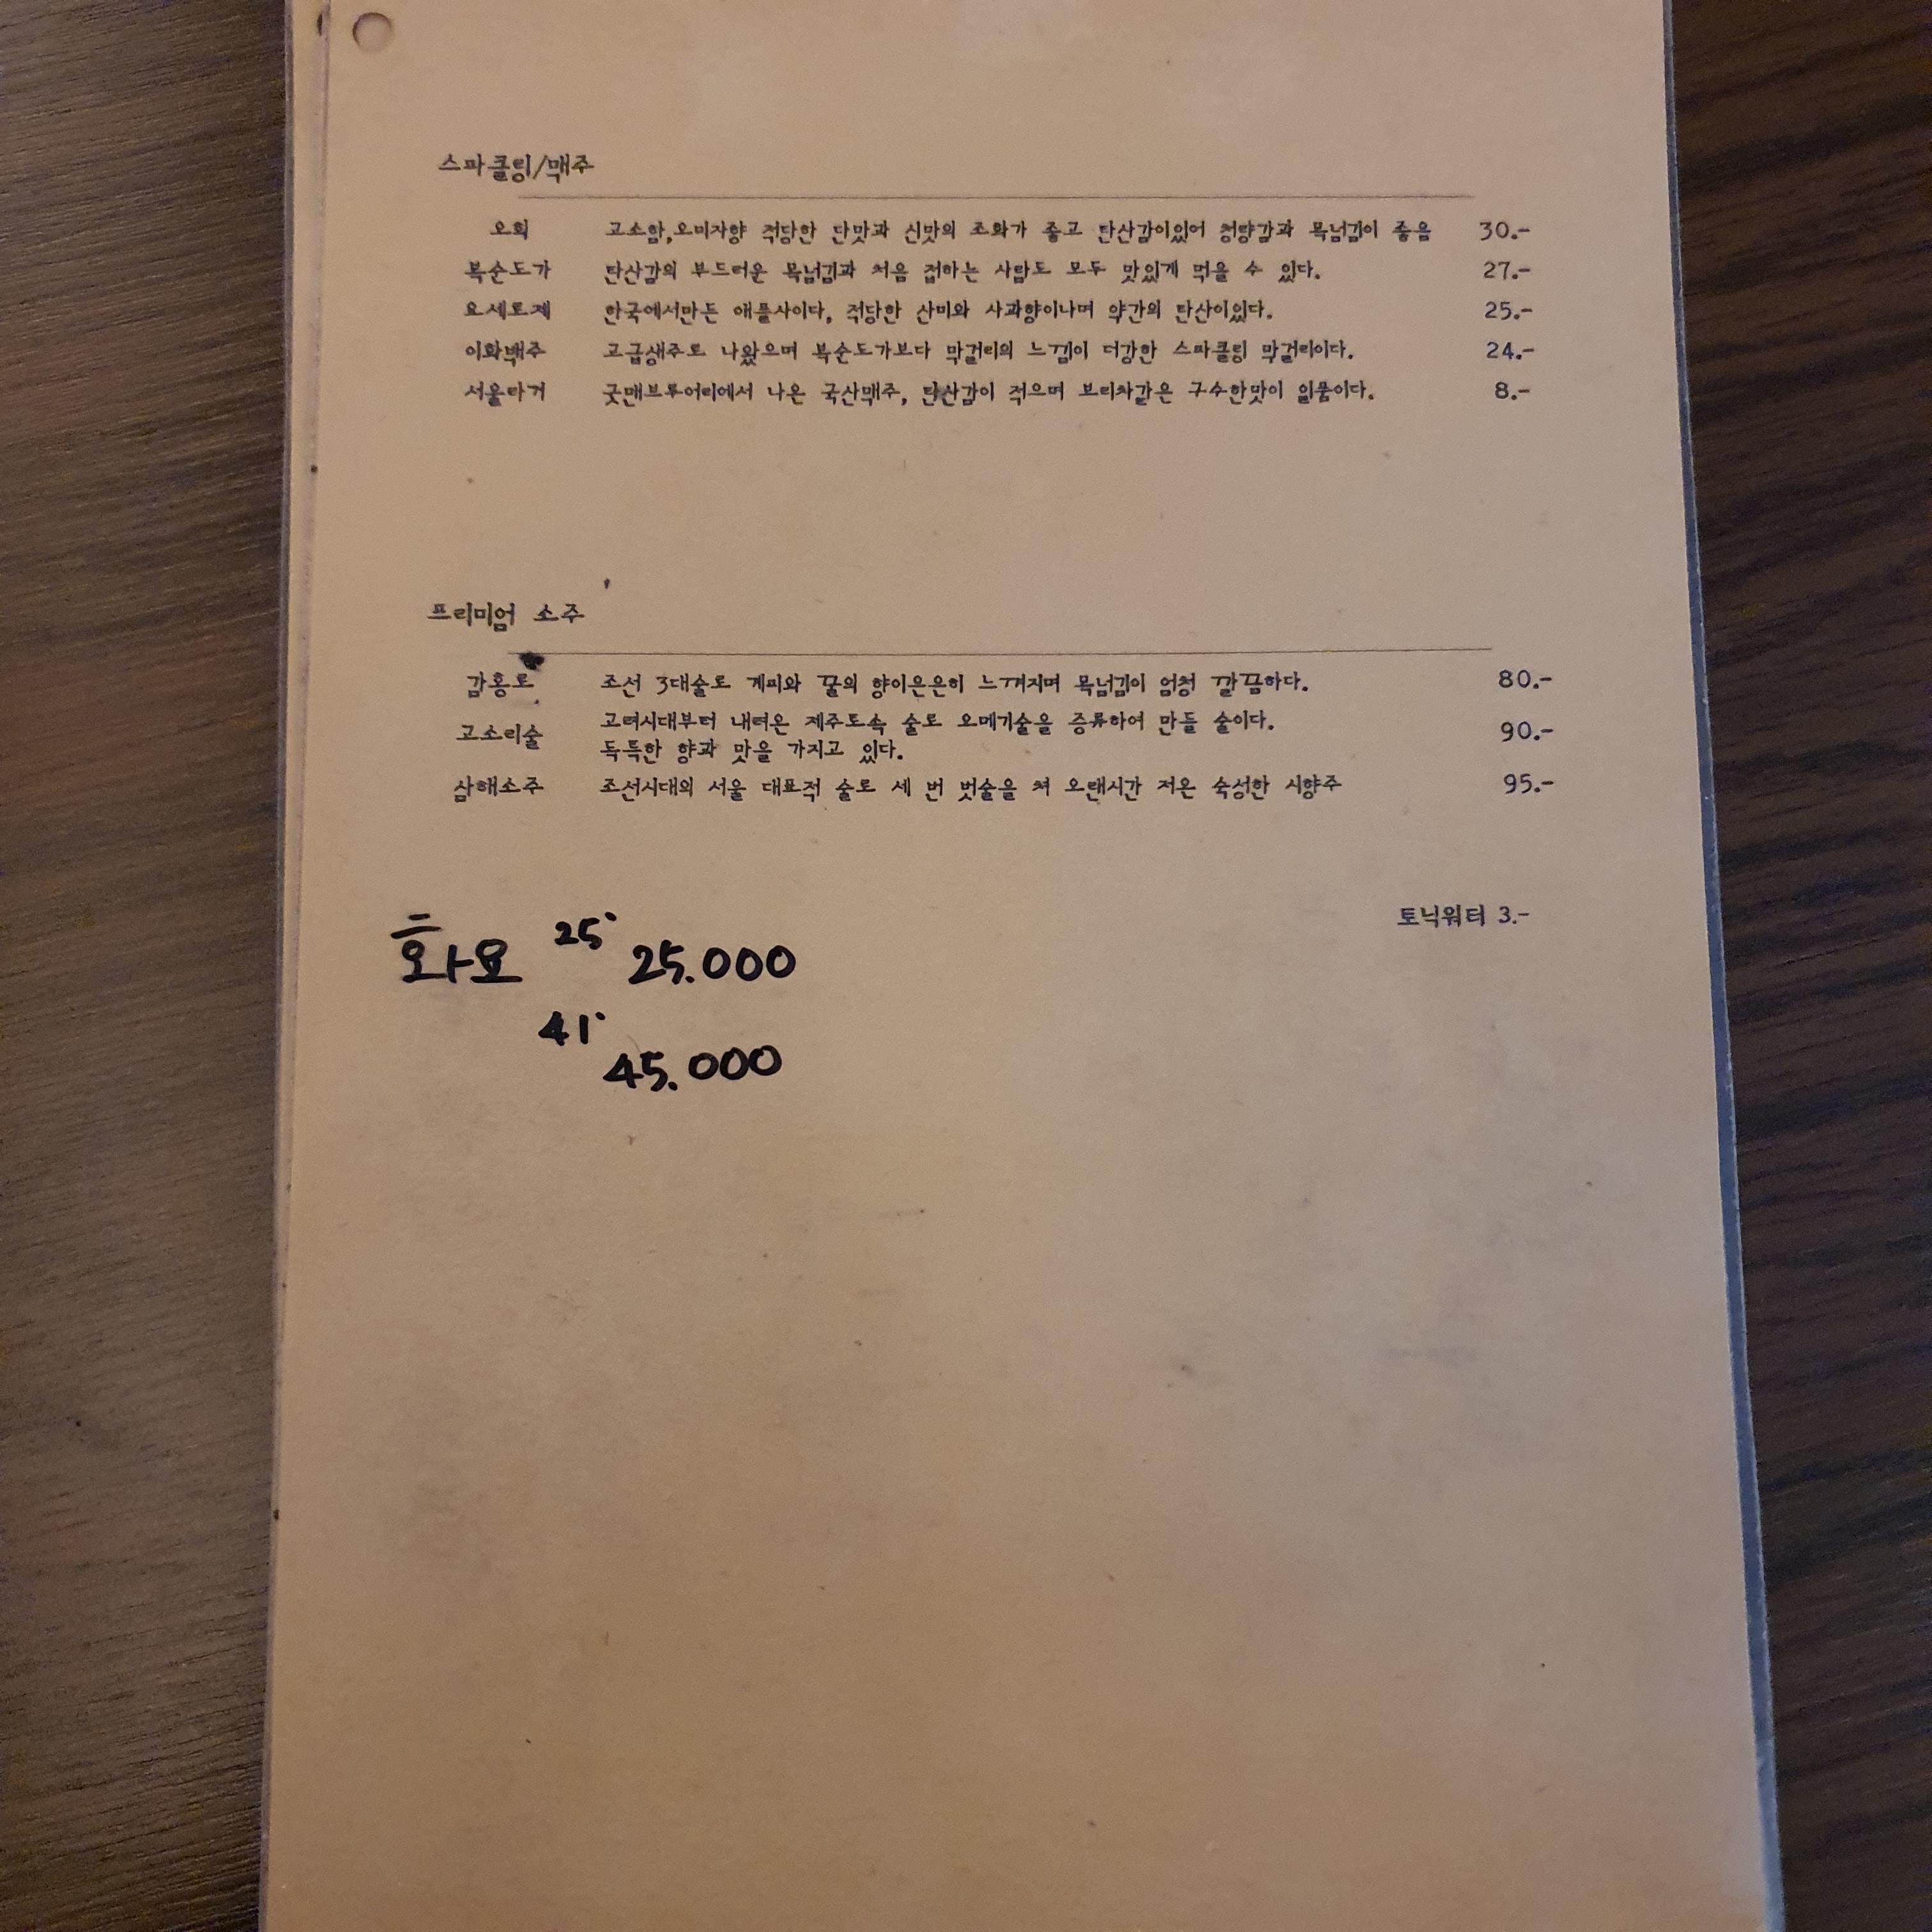 스파클링/맥주
오희 고소함,오미자향 적당한 단맛과 신맛의 조화가 좋고 탄산감이있어 청량감과 목넘김이 좋음 30.-
복순도가 탄산감의 부드러운 목넘김과 처음 접하는 사람도 모두 맛있게 먹을 수 있다. 27.-
요세로제 한국에서만든 애플사이다, 적당한 산미와 사과향이나며 약간의 탄산이있다. 25.-
이화백주 고급생주로 나왔으며 복순도가보다 막걸리의 느낌이 더강한 스파클링 막걸리이다. 24.-
서울라거 굿맨브루어리에서 나온 국산맥주, 탄산감이 적으며 보리차같은 구수한맛이 일품이다. 8.-
프리미엄 소주
감홍로 조선 3대술로 계피와 꿀의 향이은은히 느껴지며 목넘김이 엄청 깔끔하다. 80.-
고소리술 고려시대부터 내려온 제주토속 술로 오메기술을 증류하여 만들 술이다. 90.-
독특한 향과 맛을 가지고 있다.
삼해소주 조선시대의 서울 대표적 술로 세 번 벗술을 쳐 오랜시간 저온 숙성한 시향주 95.-
토닉워터 3.-
화요 25° 25.000
41°
45.000